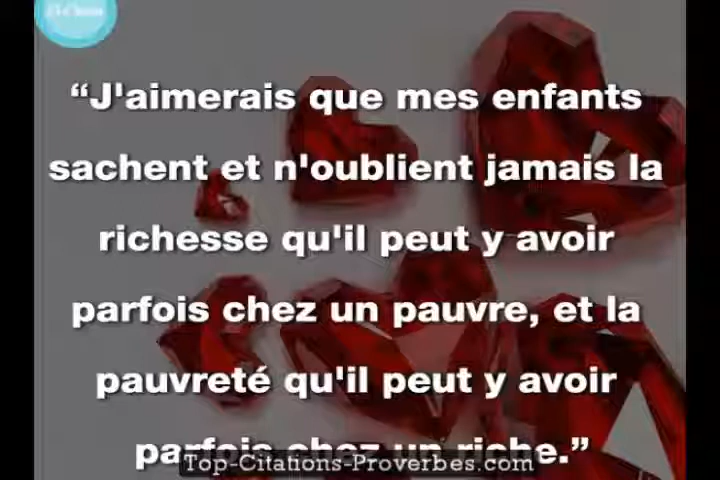 “J'aimerais que mes enfants
sachent et n'oublient jamais la
richesse qu'il peut y avoir
parfois chez un pauvre, et la
pauvreté qu'il peut y avoir
parfois chez un riche.”
Top-Citations-Proverbes.com